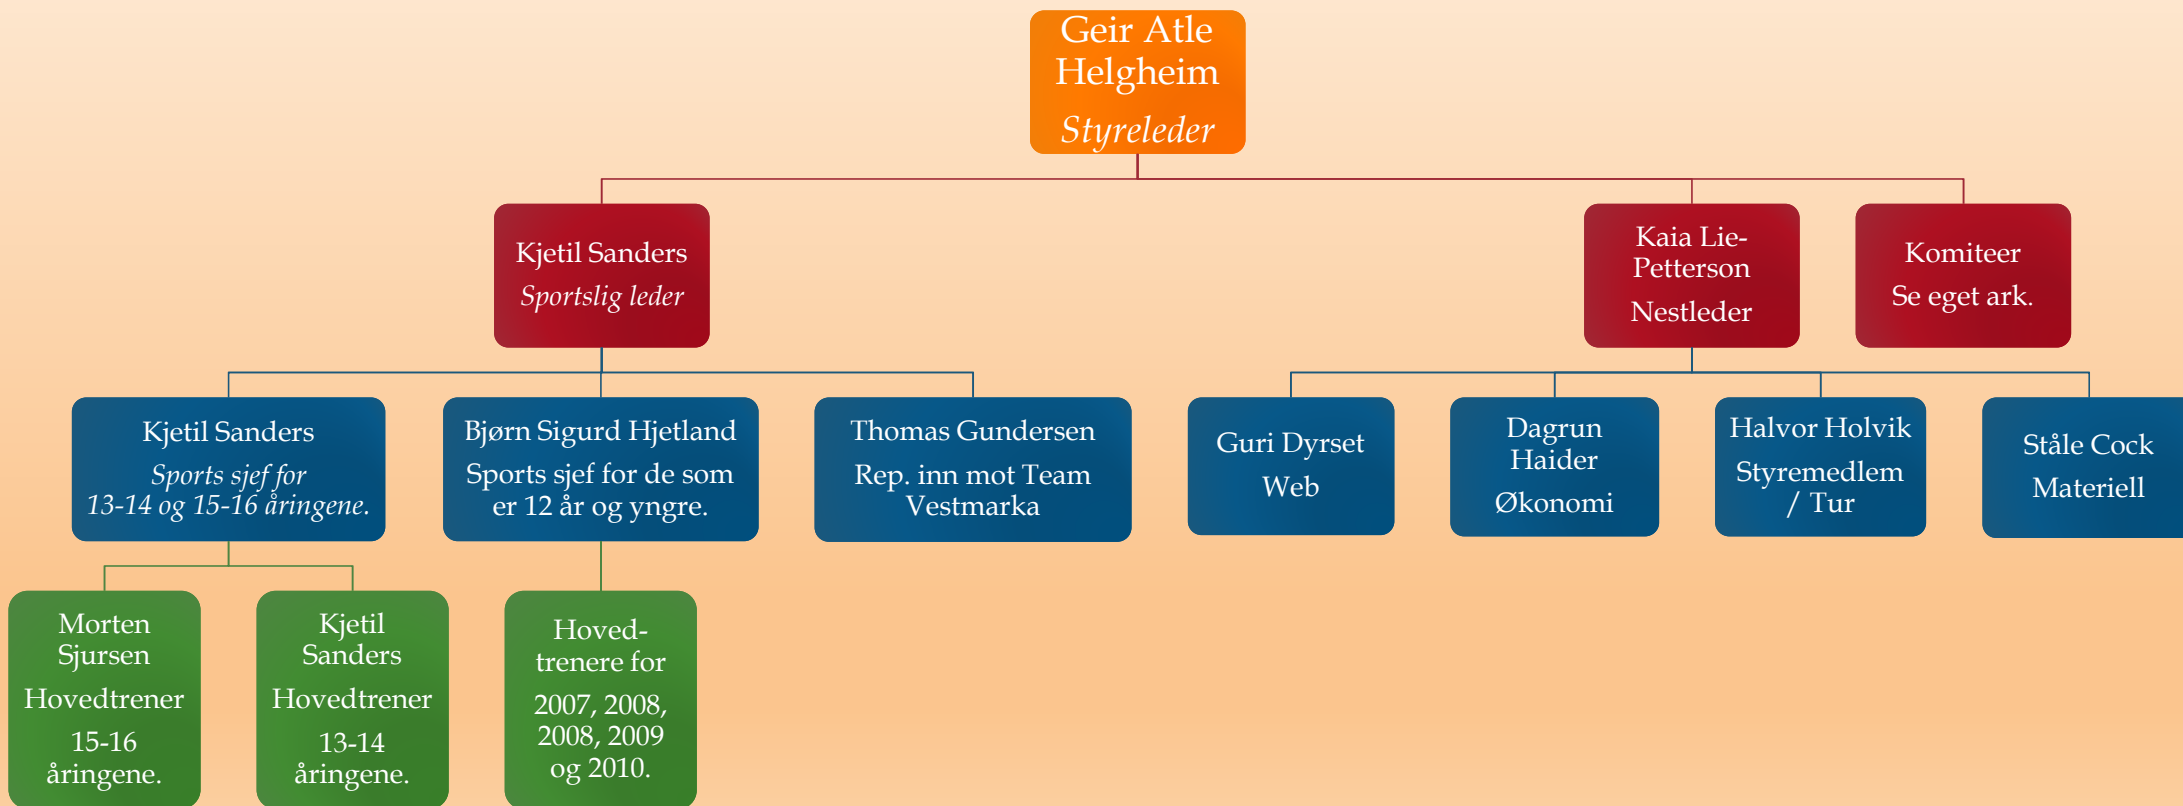 Geir Atle
Helgheim
Styreleder
Kjetil Sanders
Sportslig leder
Kaia Lie-
Petterson
Nestleder
Komiteer
Se eget ark.
Kjetil Sanders
Sports sjef for
13-14 og 15-16 åringene.
Bjørn Sigurd Hjetland
Sports sjef for de som
er 12 år og yngre.
Thomas Gundersen
Rep. inn mot Team
Vestmarka
Guri Dyrset
Web
Dagrun
Haider
Økonomi
Halvor Holvik
Styremedlem
/ Tur
Ståle Cock
Materiell
Morten
Sjursen
Hovedtrener
15-16
åringene.
Kjetil
Sanders
Hovedtrener
13-14
åringene.
Hoved-
trenere for
2007, 2008,
2008, 2009
og 2010.